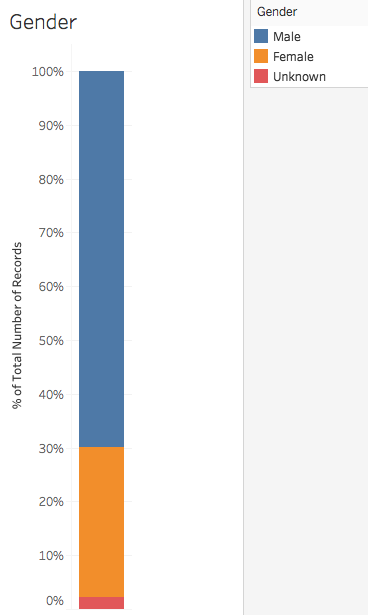 Gender
Gender
Male
Female
Unknown
% of Total Number of Records
100%
90%
80%
70%
60%
50%
40%
30%
20%
10%
0%